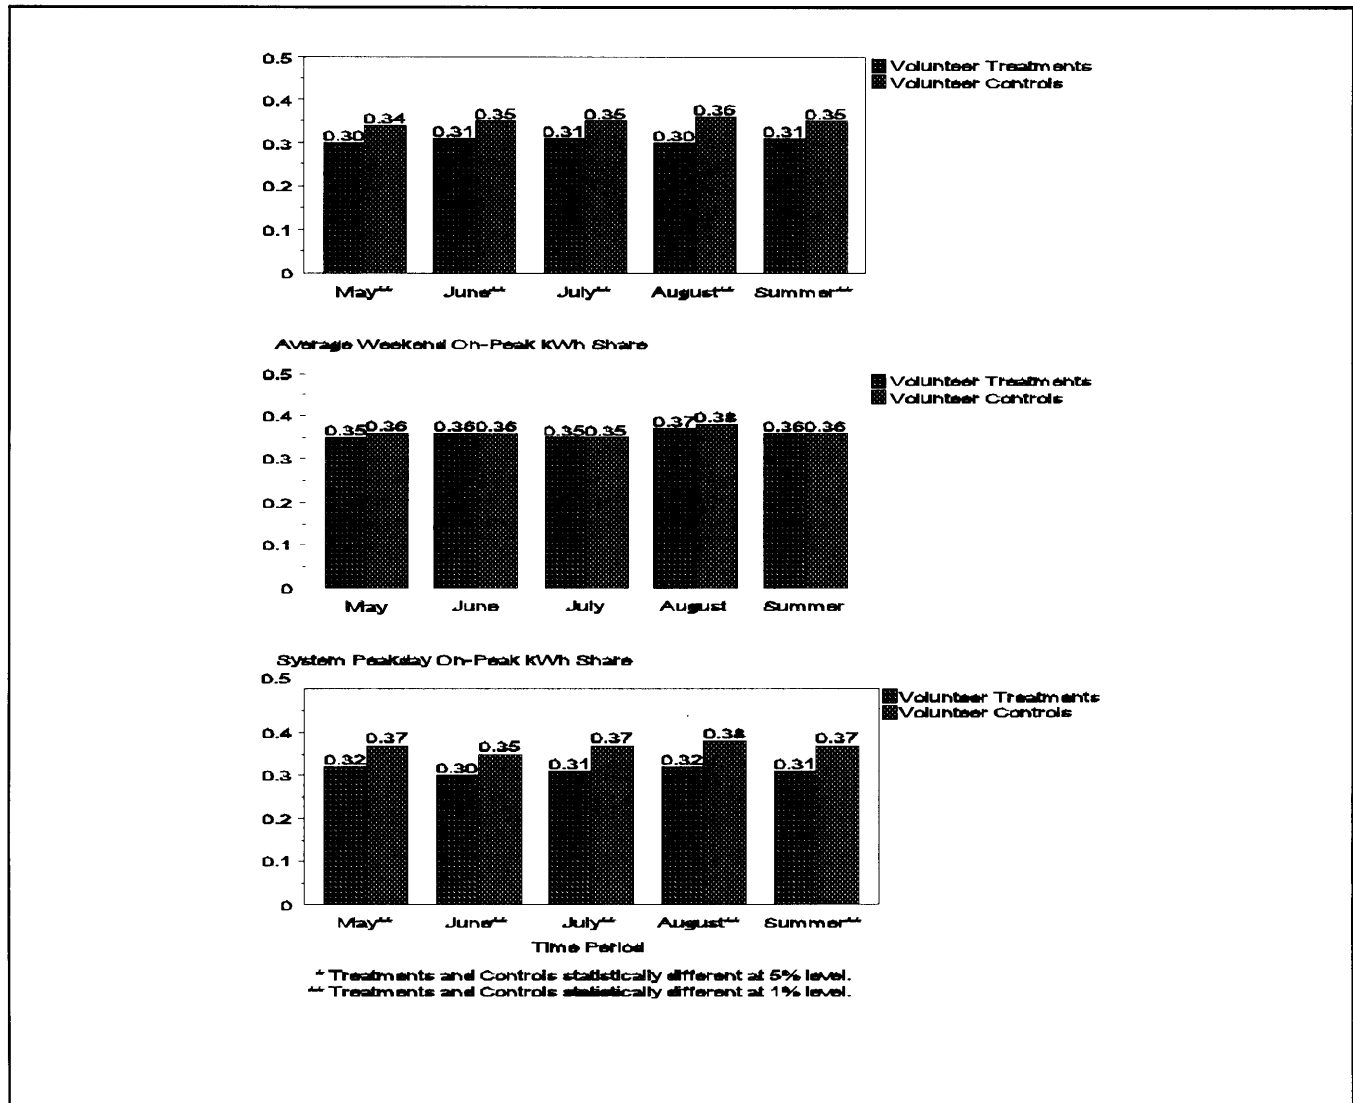 0.5
Volunteer Treatments
Volunteer Controls
0.4
0.3
0.2
0.1
0
0.30 0.34 0.31 0.35 0.31 0.35 0.30 0.36 0.31 0.35
May** June** July** August** Summer**
Average Weekend On-Peak kWh Share
0.5
Volunteer Treatments
Volunteer Controls
0.4
0.3
0.2
0.1
0
0.35 0.36 0.36 0.36 0.35 0.35 0.37 0.38 0.36 0.36
May June July August Summer
System Peakday On-Peak kWh Share
0.5
Volunteer Treatments
Volunteer Controls
0.4
0.3
0.2
0.1
0
0.32 0.37 0.30 0.35 0.31 0.37 0.32 0.38 0.31 0.37
May** June** July** August** Summer**
Time Period
* Treatments and Controls statistically different at 5% level.
** Treatments and Controls statistically different at 1% level.